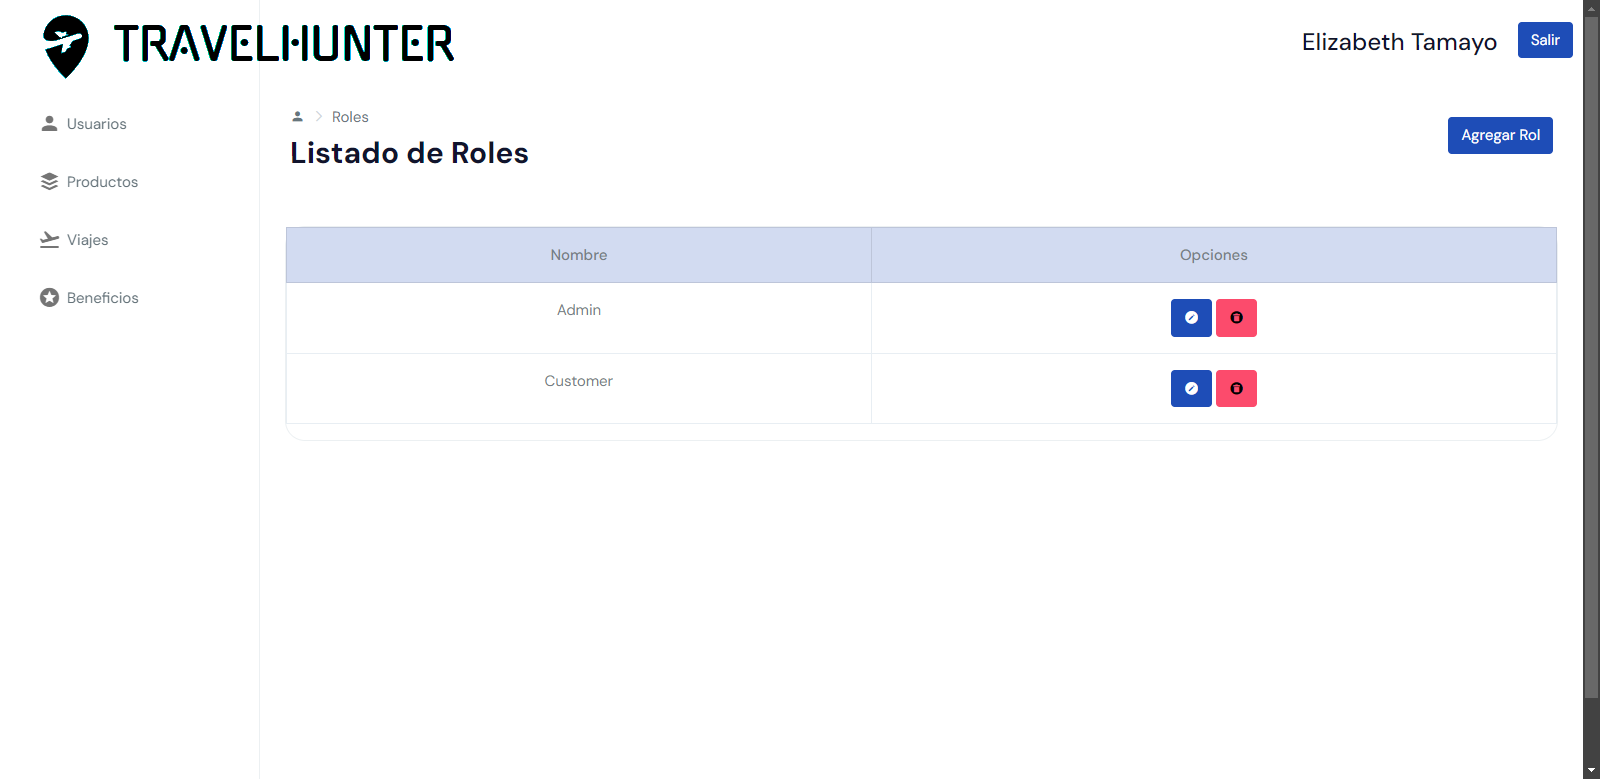 TRAVELHUNTER
Elizabeth Tamayo
Salir
Usuarios
Productos
Viajes
Beneficios
Roles
Listado de Roles
Agregar Rol
Nombre Opciones
Admin
Customer